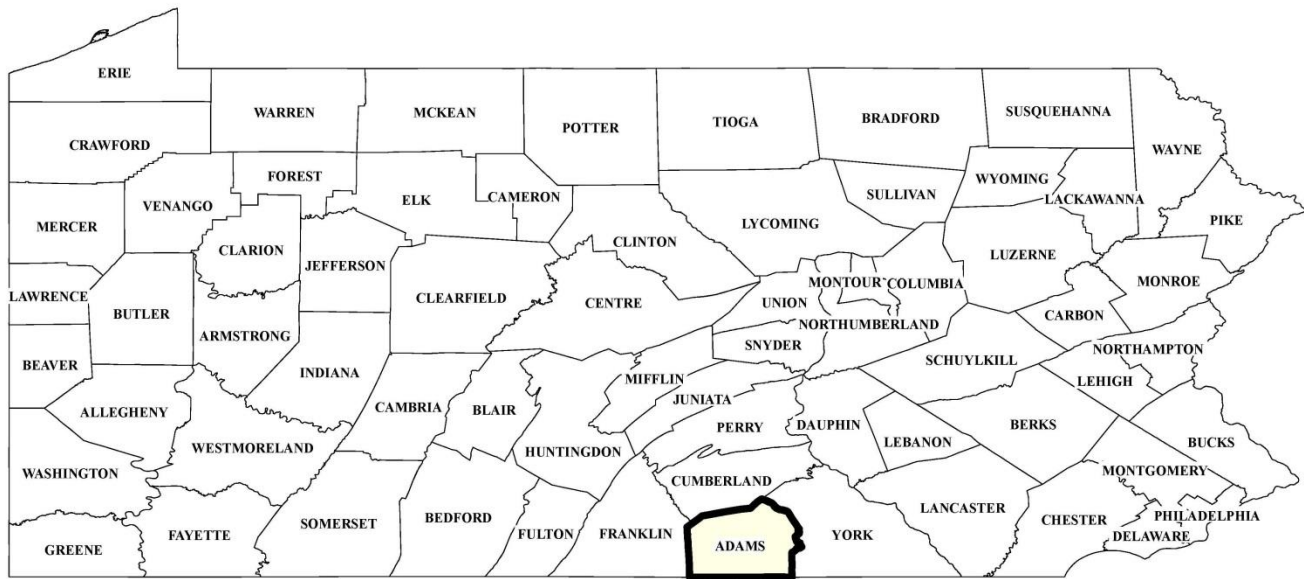 ERIE
WARREN
MCKEAN
POTTER
TIOGA
BRADFORD
SUSQUEHANNA
CRAWFORD
WAYNE
FOREST
VENANGO
ELK
CAMERON
SULLIVAN
WYOMING
LACKAWANNA
MERCER
CLARION
CLINTON
LYCOMING
PIKE
JEFFERSON
LUZERNE
LAWRENCE
BUTLER
CLEARFIELD
CENTRE
UNION
MONTOUR
COLUMBIA
MONROE
ARMSTRONG
NORTHUMBERLAND
CARBON
SNYDER
BEAVER
INDIANA
MIFFLIN
SCHUYLKILL
NORTHAMPTON
LEHIGH
ALLEGHENY
CAMBRIA
BLAIR
JUNIATA
PERRY
DAUPHIN
LEBANON
BERKS
BUCKS
WESTMORELAND
HUNTINGDON
WASHINGTON
CUMBERLAND
MONTGOMERY
SOMERSET
BEDFORD
LANCASTER
PHILADELPHIA
CHESTER
GREENE
FAYETTE
FULTON
FRANKLIN
ADAMS
YORK
DELAWARE